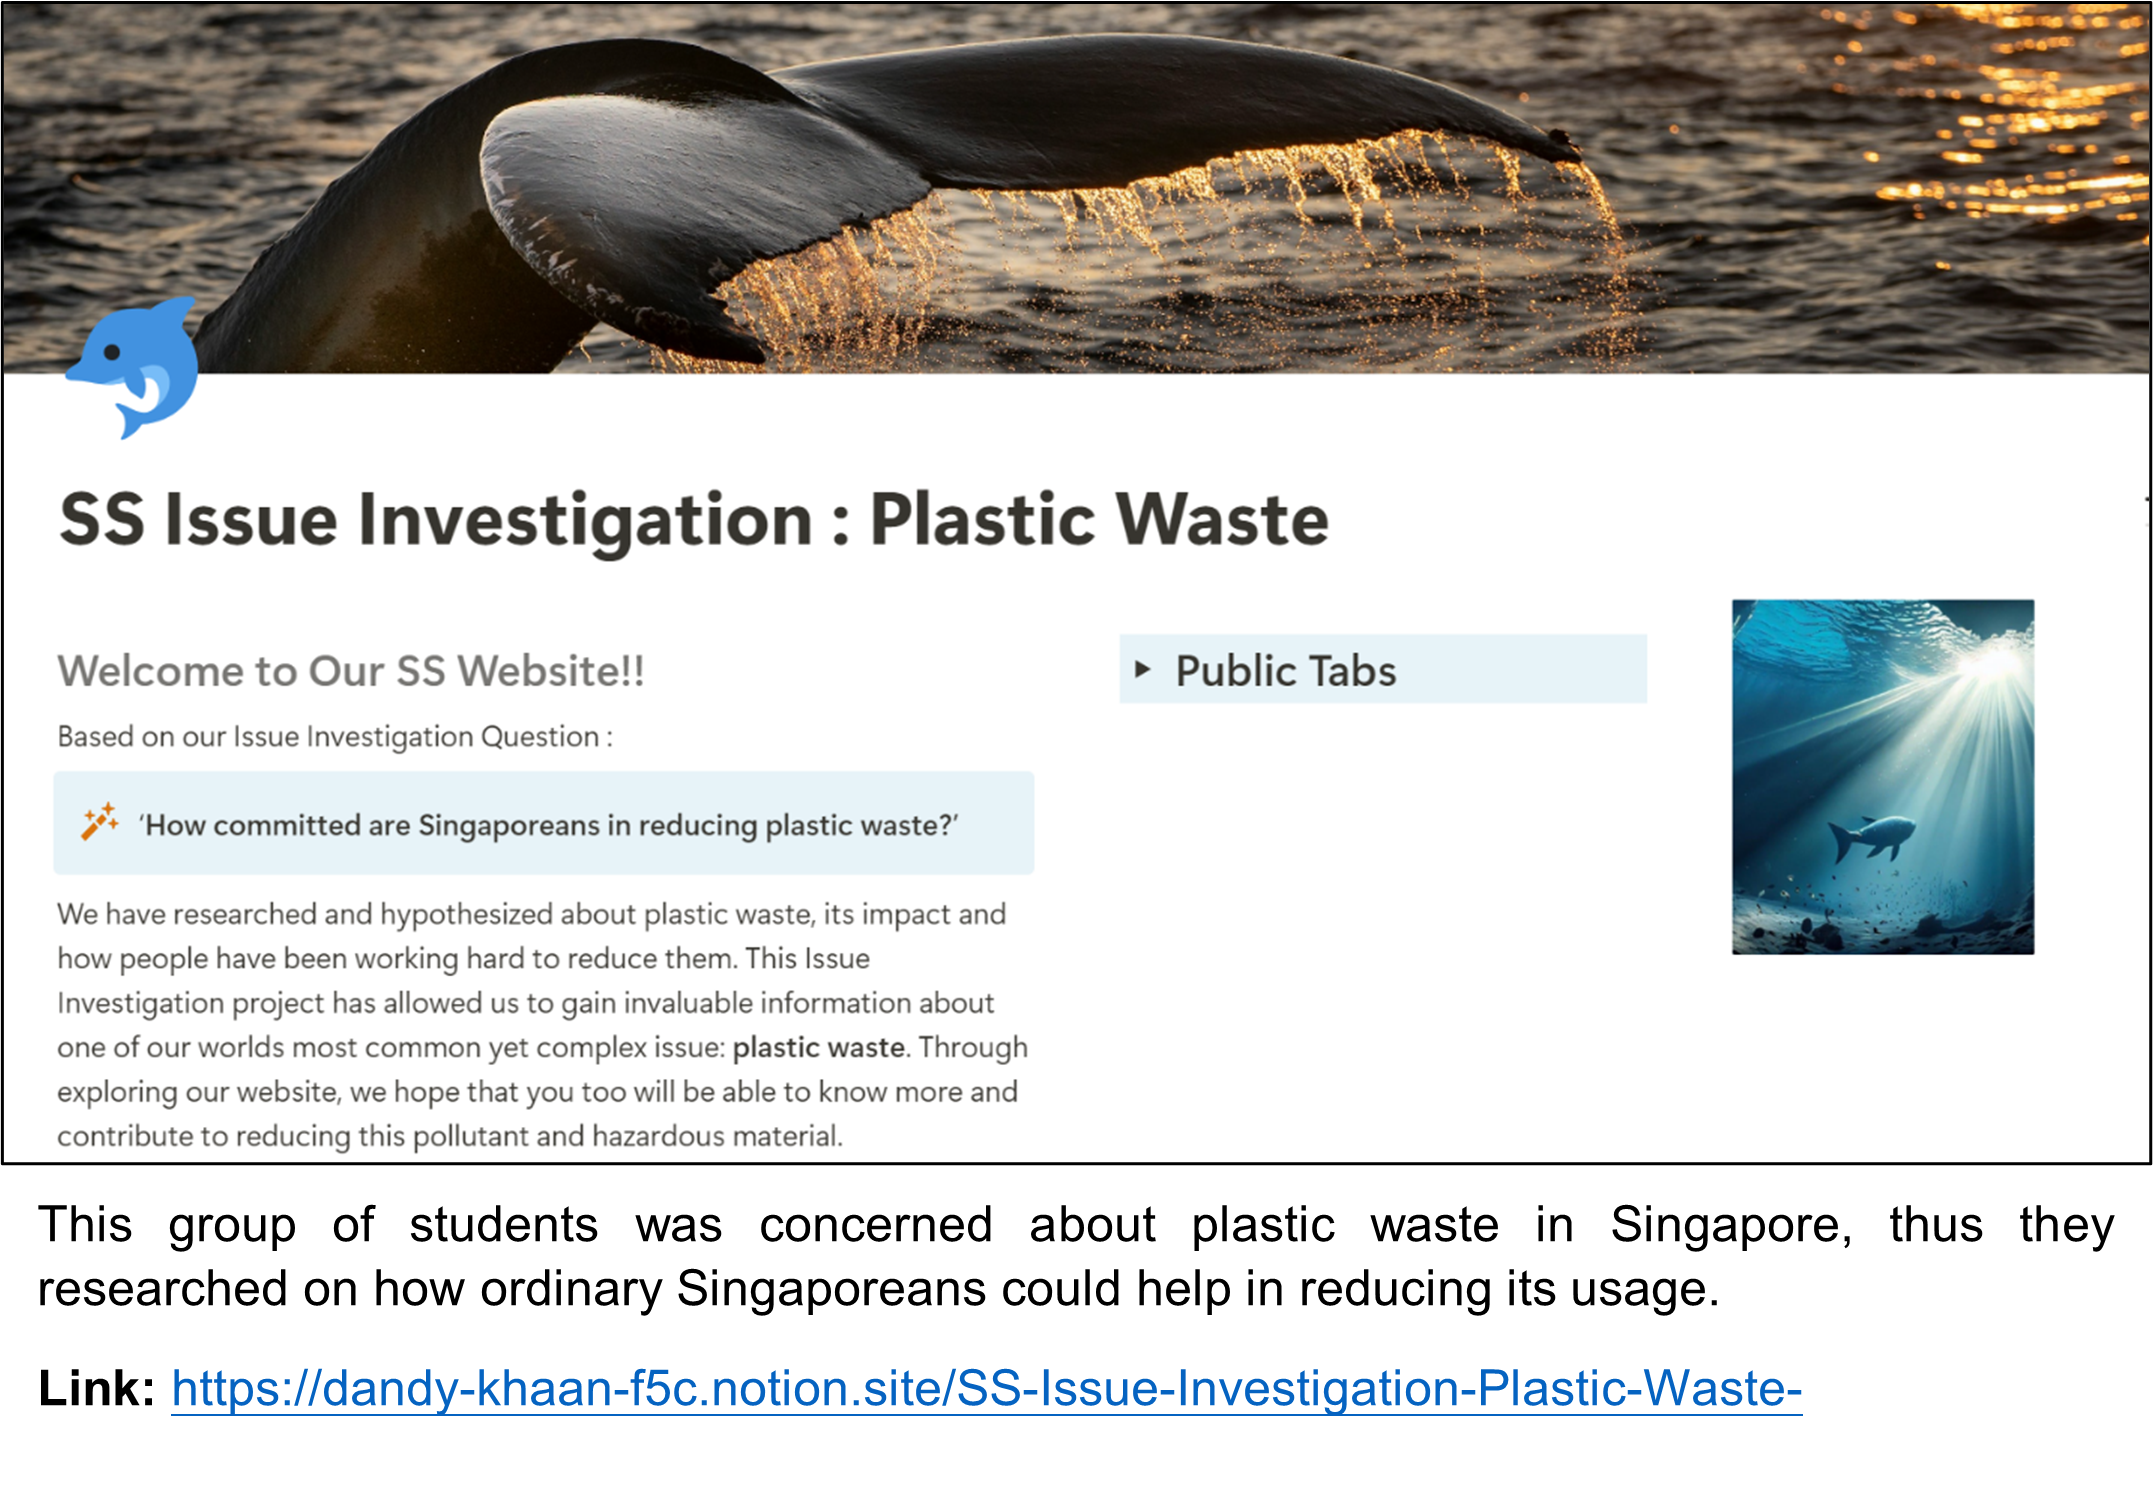 SS Issue Investigation : Plastic Waste
Welcome to Our SS Website!!
Based on our Issue Investigation Question :
‘How committed are Singaporeans in reducing plastic waste?’
We have researched and hypothesized about plastic waste, its impact and
how people have been working hard to reduce them. This Issue
Investigation project has allowed us to gain invaluable information about
one of our worlds most common yet complex issue: plastic waste. Through
exploring our website, we hope that you too will be able to know more and
contribute to reducing this pollutant and hazardous material.
Public Tabs
This group of students was concerned about plastic waste in Singapore, thus they
researched on how ordinary Singaporeans could help in reducing its usage.
Link: https://dandy-khaan-f5c.notion.site/SS-Issue-Investigation-Plastic-Waste-